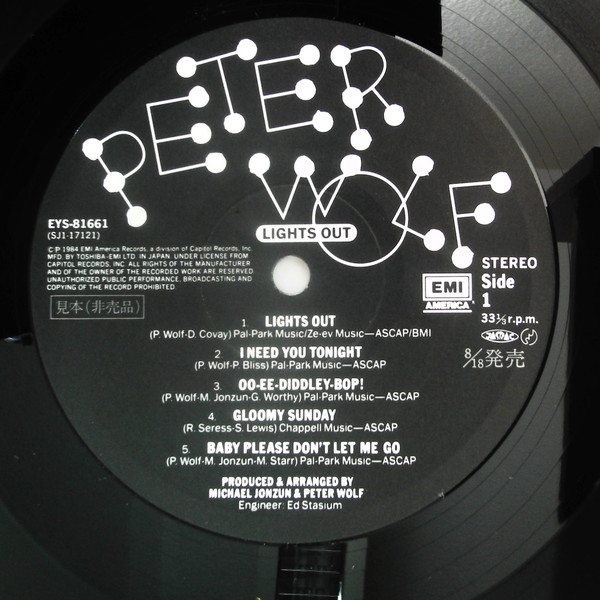 PETER
WOLF
LIGHTS OUT
EYS-81661
(SJ1-17121)
©℗ 1984 EMI America Records, a division of Capitol Records, Inc.
MFD. BY TOSHIBA-EMI LTD. IN JAPAN. UNDER LICENSE FROM
CAPITOL RECORDS, INC. ALL RIGHTS OF THE MANUFACTURER
AND OF THE OWNER OF THE RECORDED WORK ARE RESERVED
UNAUTHORIZED PUBLIC PERFORMANCE, BROADCASTING AND
COPYING OF THE RECORD PROHIBITED.
見本(非売品)
EMI
AMERICA
STEREO
Side
1
33⅓ r.p.m.
8/18発売
1. LIGHTS OUT
(P. Wolf-D. Covay) Pal-Park Music/Ze-ev Music—ASCAP/BMI
2. I NEED YOU TONIGHT
(P. Wolf-P. Bliss) Pal-Park Music—ASCAP
3. OO-EE-DIDDLEY-BOP!
(P. Wolf-M. Jonzun-G. Worthy) Pal-Park Music—ASCAP
4. GLOOMY SUNDAY
(R. Seress-S. Lewis) Chappell Music—ASCAP
5. BABY PLEASE DON'T LET ME GO
(P. Wolf-M. Jonzun-M. Starr) Pal-Park Music—ASCAP
PRODUCED & ARRANGED BY
MICHAEL JONZUN & PETER WOLF
Engineer: Ed Stasium